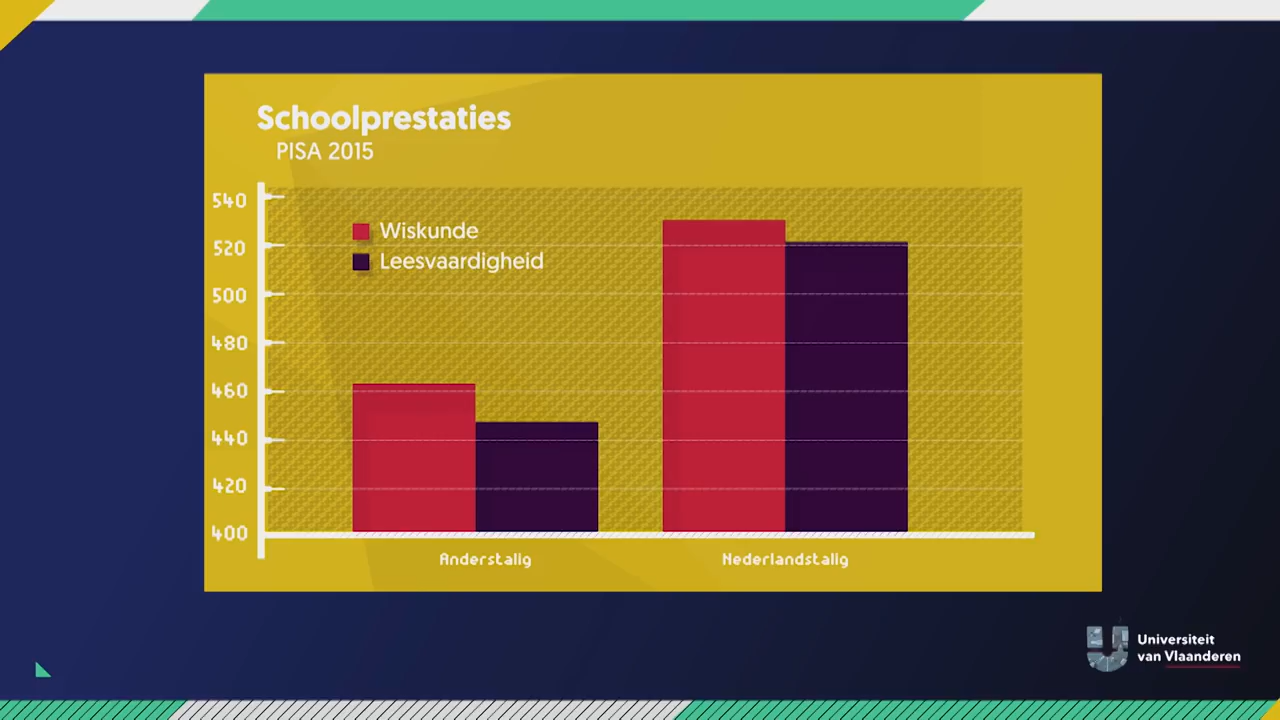 Schoolprestaties
PISA 2015
540
520
500
480
460
440
420
400
Wiskunde
Leesvaardigheid
Anderstalig
Nederlandstalig
Universiteit
van Vlaanderen